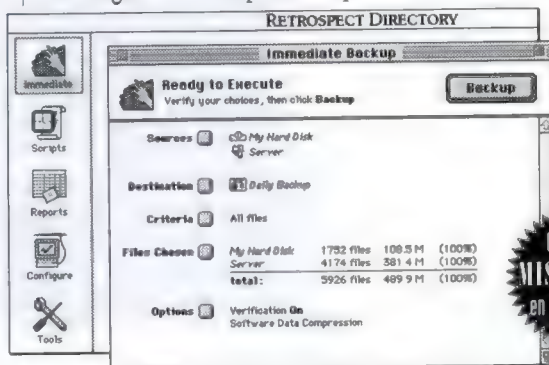 RETROSPECT DIRECTORY
Immediate Backup
Immediate
Ready to Execute
Verify your choices, then click Backup
Backup
Scripts
Sources My Hard Disk
Server
Destination Daily Backup
Reports
Criteria All files
Files Chosen My Hard Disk 1752 files 108.5 M (100%)
Server 4174 files 381.4 M (100%)
total: 5926 files 489.9 M (100%)
Configure
Options Verification On
Software Data Compression
Tools
MIS
en